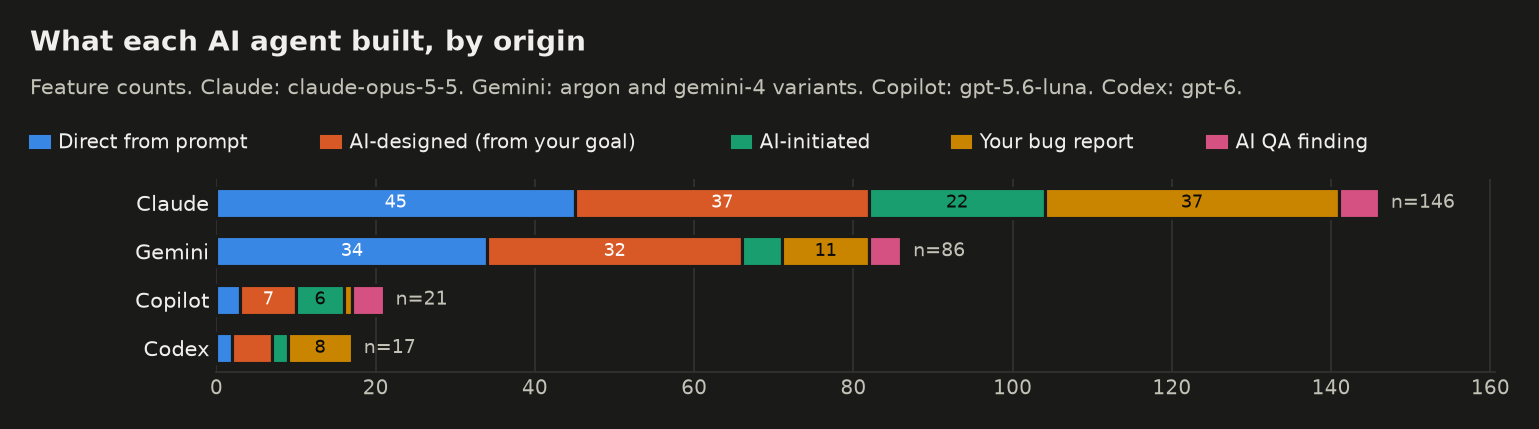 What each AI agent built, by origin
Feature counts. Claude: claude-opus-5-5. Gemini: argon and gemini-4 variants. Copilot: gpt-5.6-luna. Codex: gpt-6.
Direct from prompt AI-designed (from your goal) AI-initiated Your bug report AI QA finding
Claude 45 37 22 37 n=146
Gemini 34 32 11 n=86
Copilot 7 6 n=21
Codex 8 n=17
0 20 40 60 80 100 120 140 160